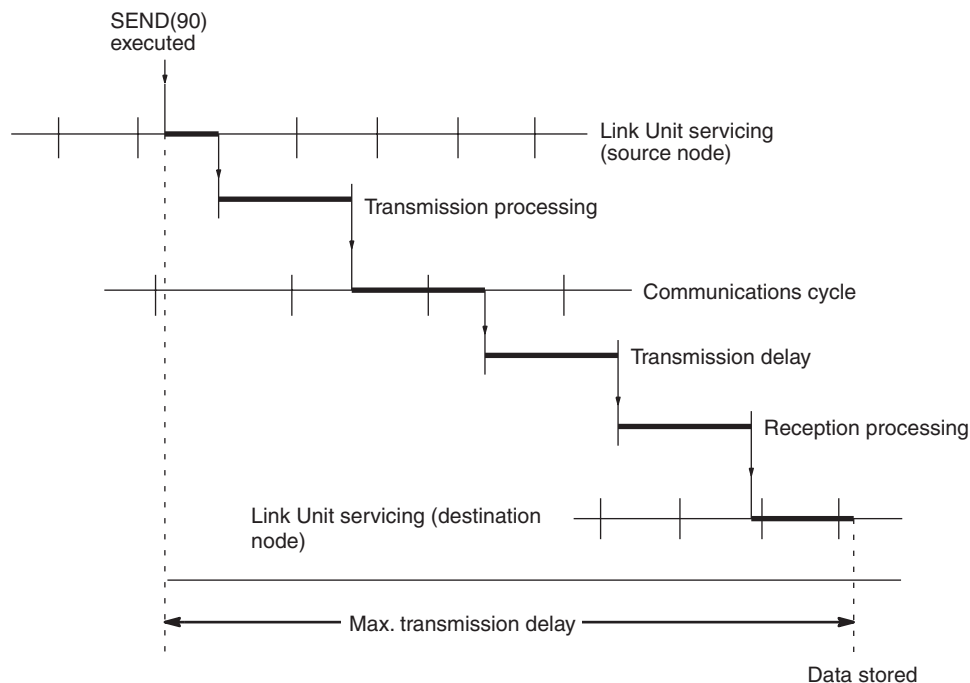 SEND(90)
executed
Link Unit servicing
(source node)
Transmission processing
Communications cycle
Transmission delay
Reception processing
Link Unit servicing (destination
node)
Max. transmission delay
Data stored